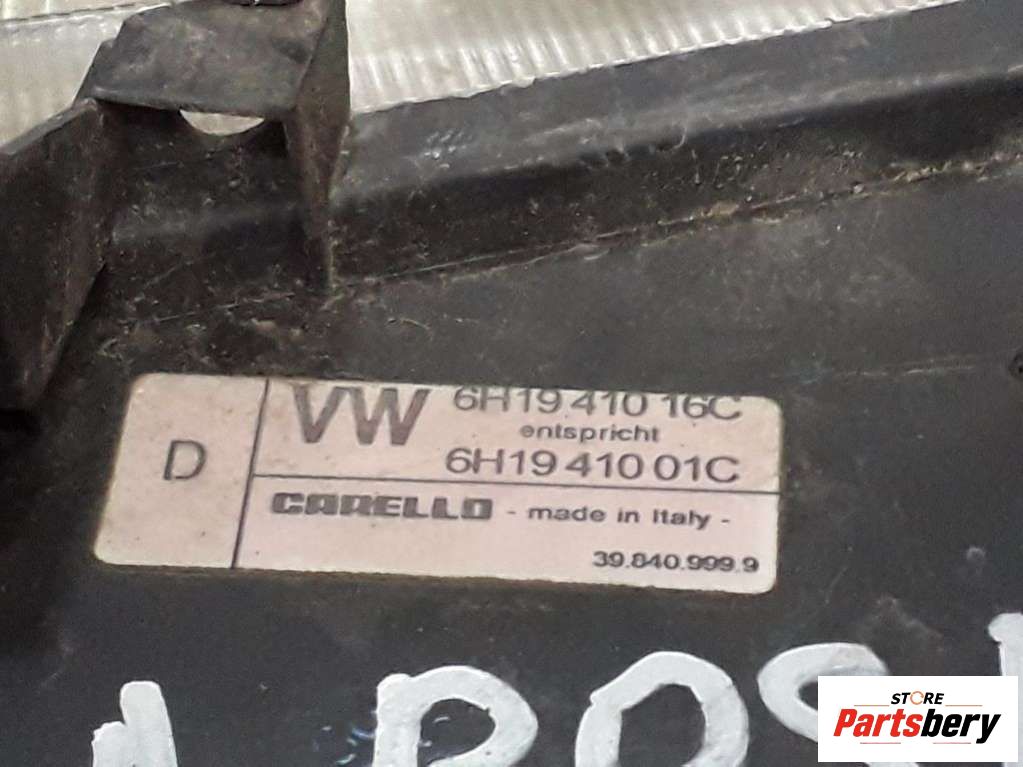 VW 6H19 410 16C
entspricht
6H19 410 01C
D
CARELLO - made in Italy -
39.840.999.9
STORE
Partsbery